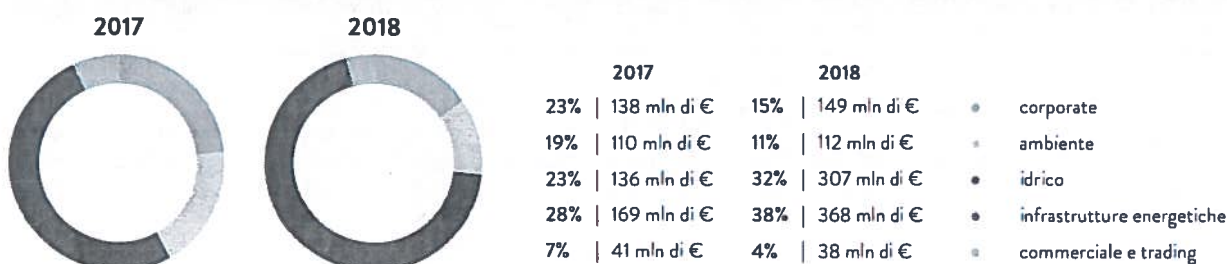 2017 2018
2017 2018
23% | 138 mln di € 15% | 149 mln di € corporate
19% | 110 mln di € 11% | 112 mln di € ambiente
23% | 136 mln di € 32% | 307 mln di € idrico
28% | 169 mln di € 38% | 368 mln di € infrastrutture energetiche
7% | 41 mln di € 4% | 38 mln di € commerciale e trading